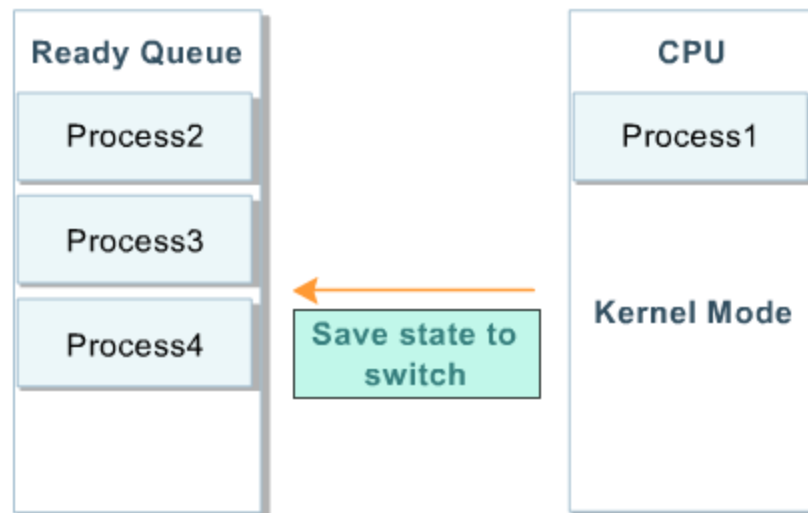 Ready Queue
Process2
Process3
Process4
Save state to
switch
CPU
Process1
Kernel Mode